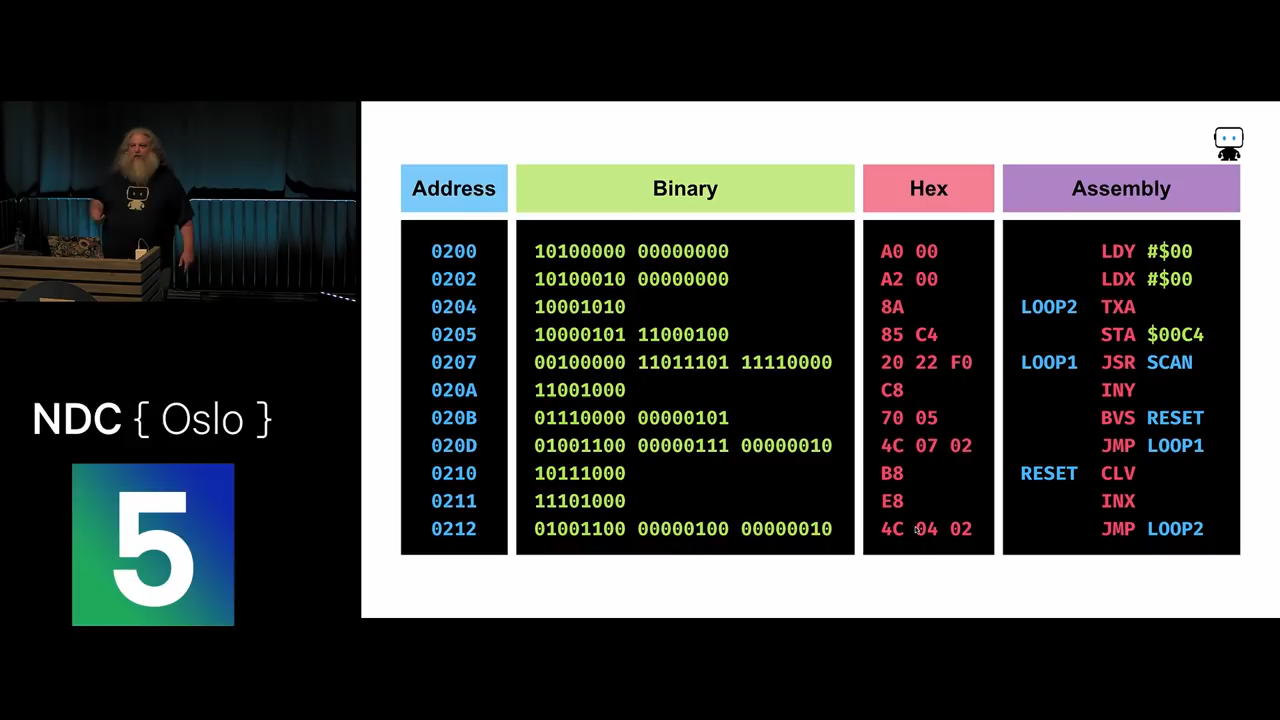 Address Binary Hex Assembly
0200 10100000 00000000 A0 00 LDY #$00
0202 10100010 00000000 A2 00 LDX #$00
0204 10001010 8A LOOP2 TXA
0205 10000101 11000100 85 C4 STA $00C4
0207 00100000 11011101 11110000 20 22 F0 LOOP1 JSR SCAN
020A 11001000 C8 INY
020B 01110000 00000101 70 05 BVS RESET
020D 01001100 00000111 00000010 4C 07 02 JMP LOOP1
0210 10111000 B8 RESET CLV
0211 11101000 E8 INX
0212 01001100 00000100 00000010 4C 04 02 JMP LOOP2
NDC { Oslo }
5